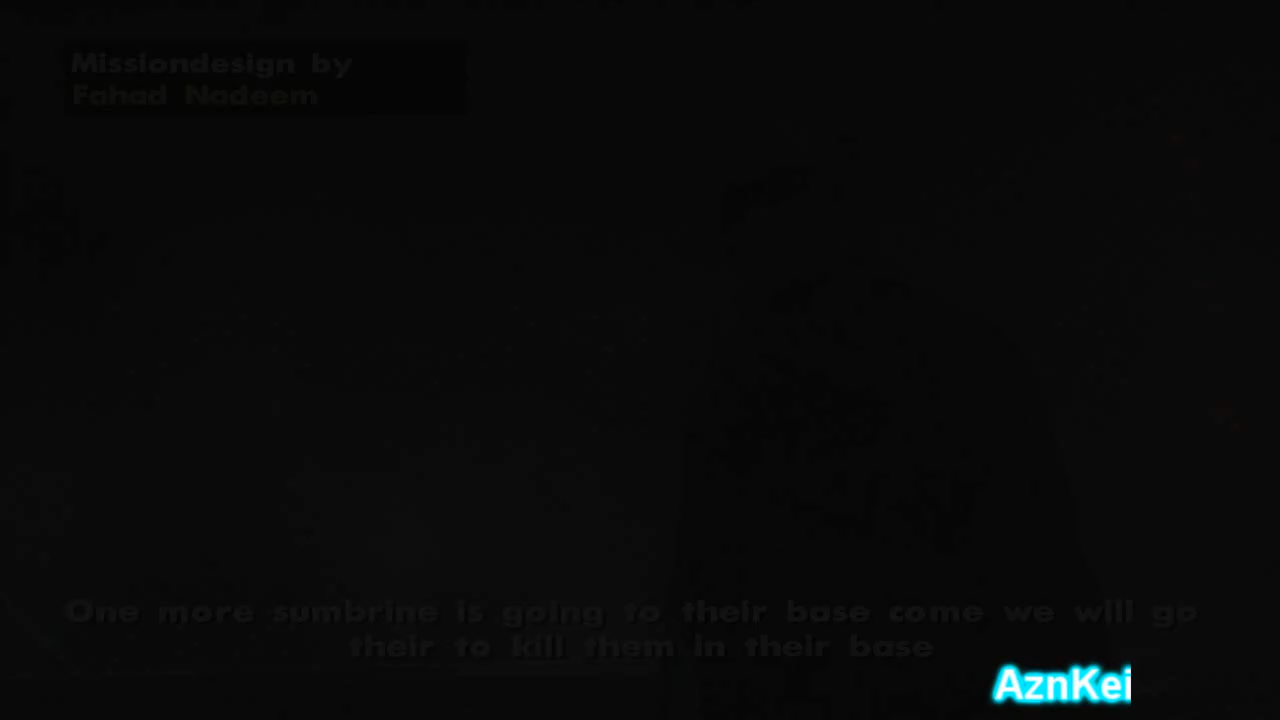 Missiondesign by
Fahad Nadeem
One more sumbrine is going to their base come we will go
their to kill them in their base
AznKei